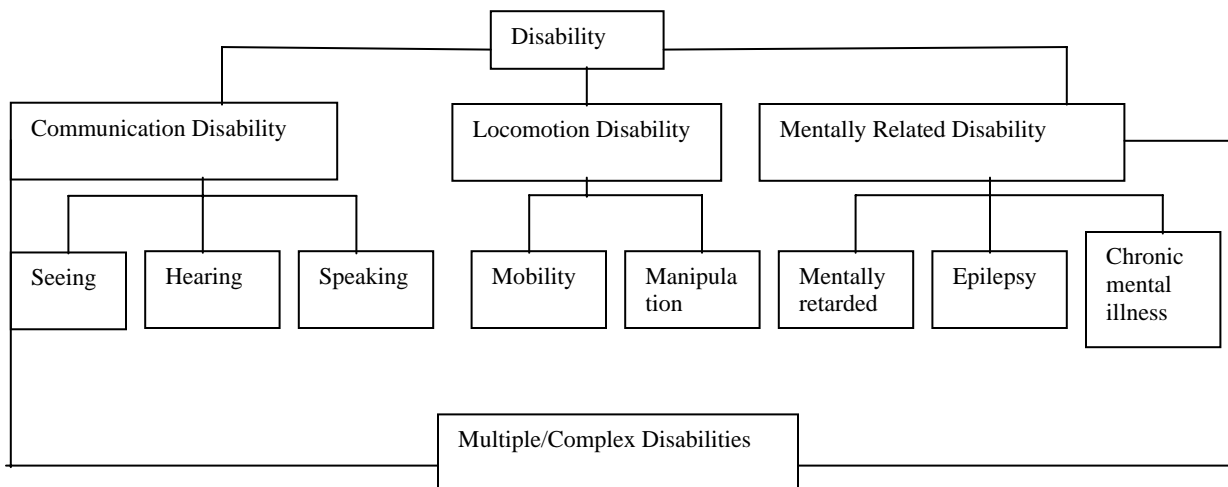 Disability
Communication Disability
Locomotion Disability
Mentally Related Disability
Seeing
Hearing
Speaking
Mobility
Manipula
tion
Mentally
retarded
Epilepsy
Chronic
mental
illness
Multiple/Complex Disabilities